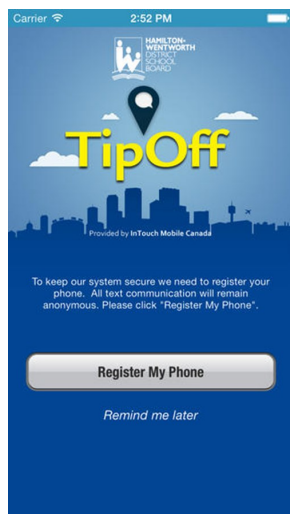 Carrier 2:52 PM
HAMILTON-
WENTWORTH
DISTRICT
SCHOOL
BOARD
TipOff
Provided by InTouch Mobile Canada
To keep our system secure we need to register your
phone. All text communication will remain
anonymous. Please click "Register My Phone".
Register My Phone
Remind me later